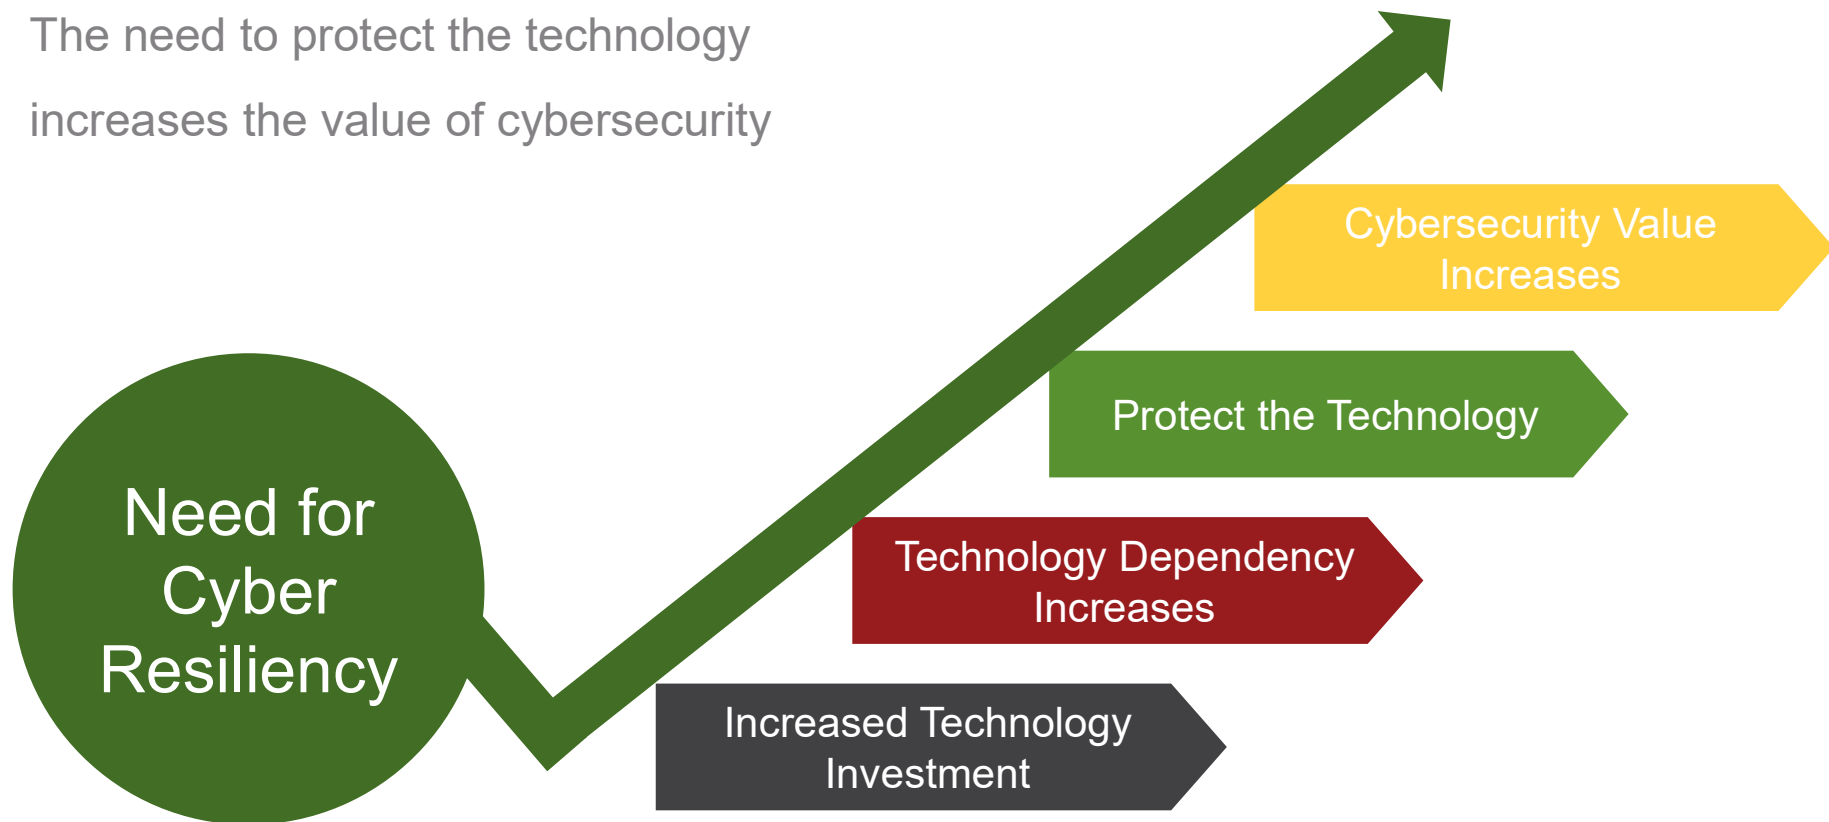 The need to protect the technology
increases the value of cybersecurity
Cybersecurity Value
Increases
Protect the Technology
Need for
Cyber
Resiliency
Technology Dependency
Increases
Increased Technology
Investment